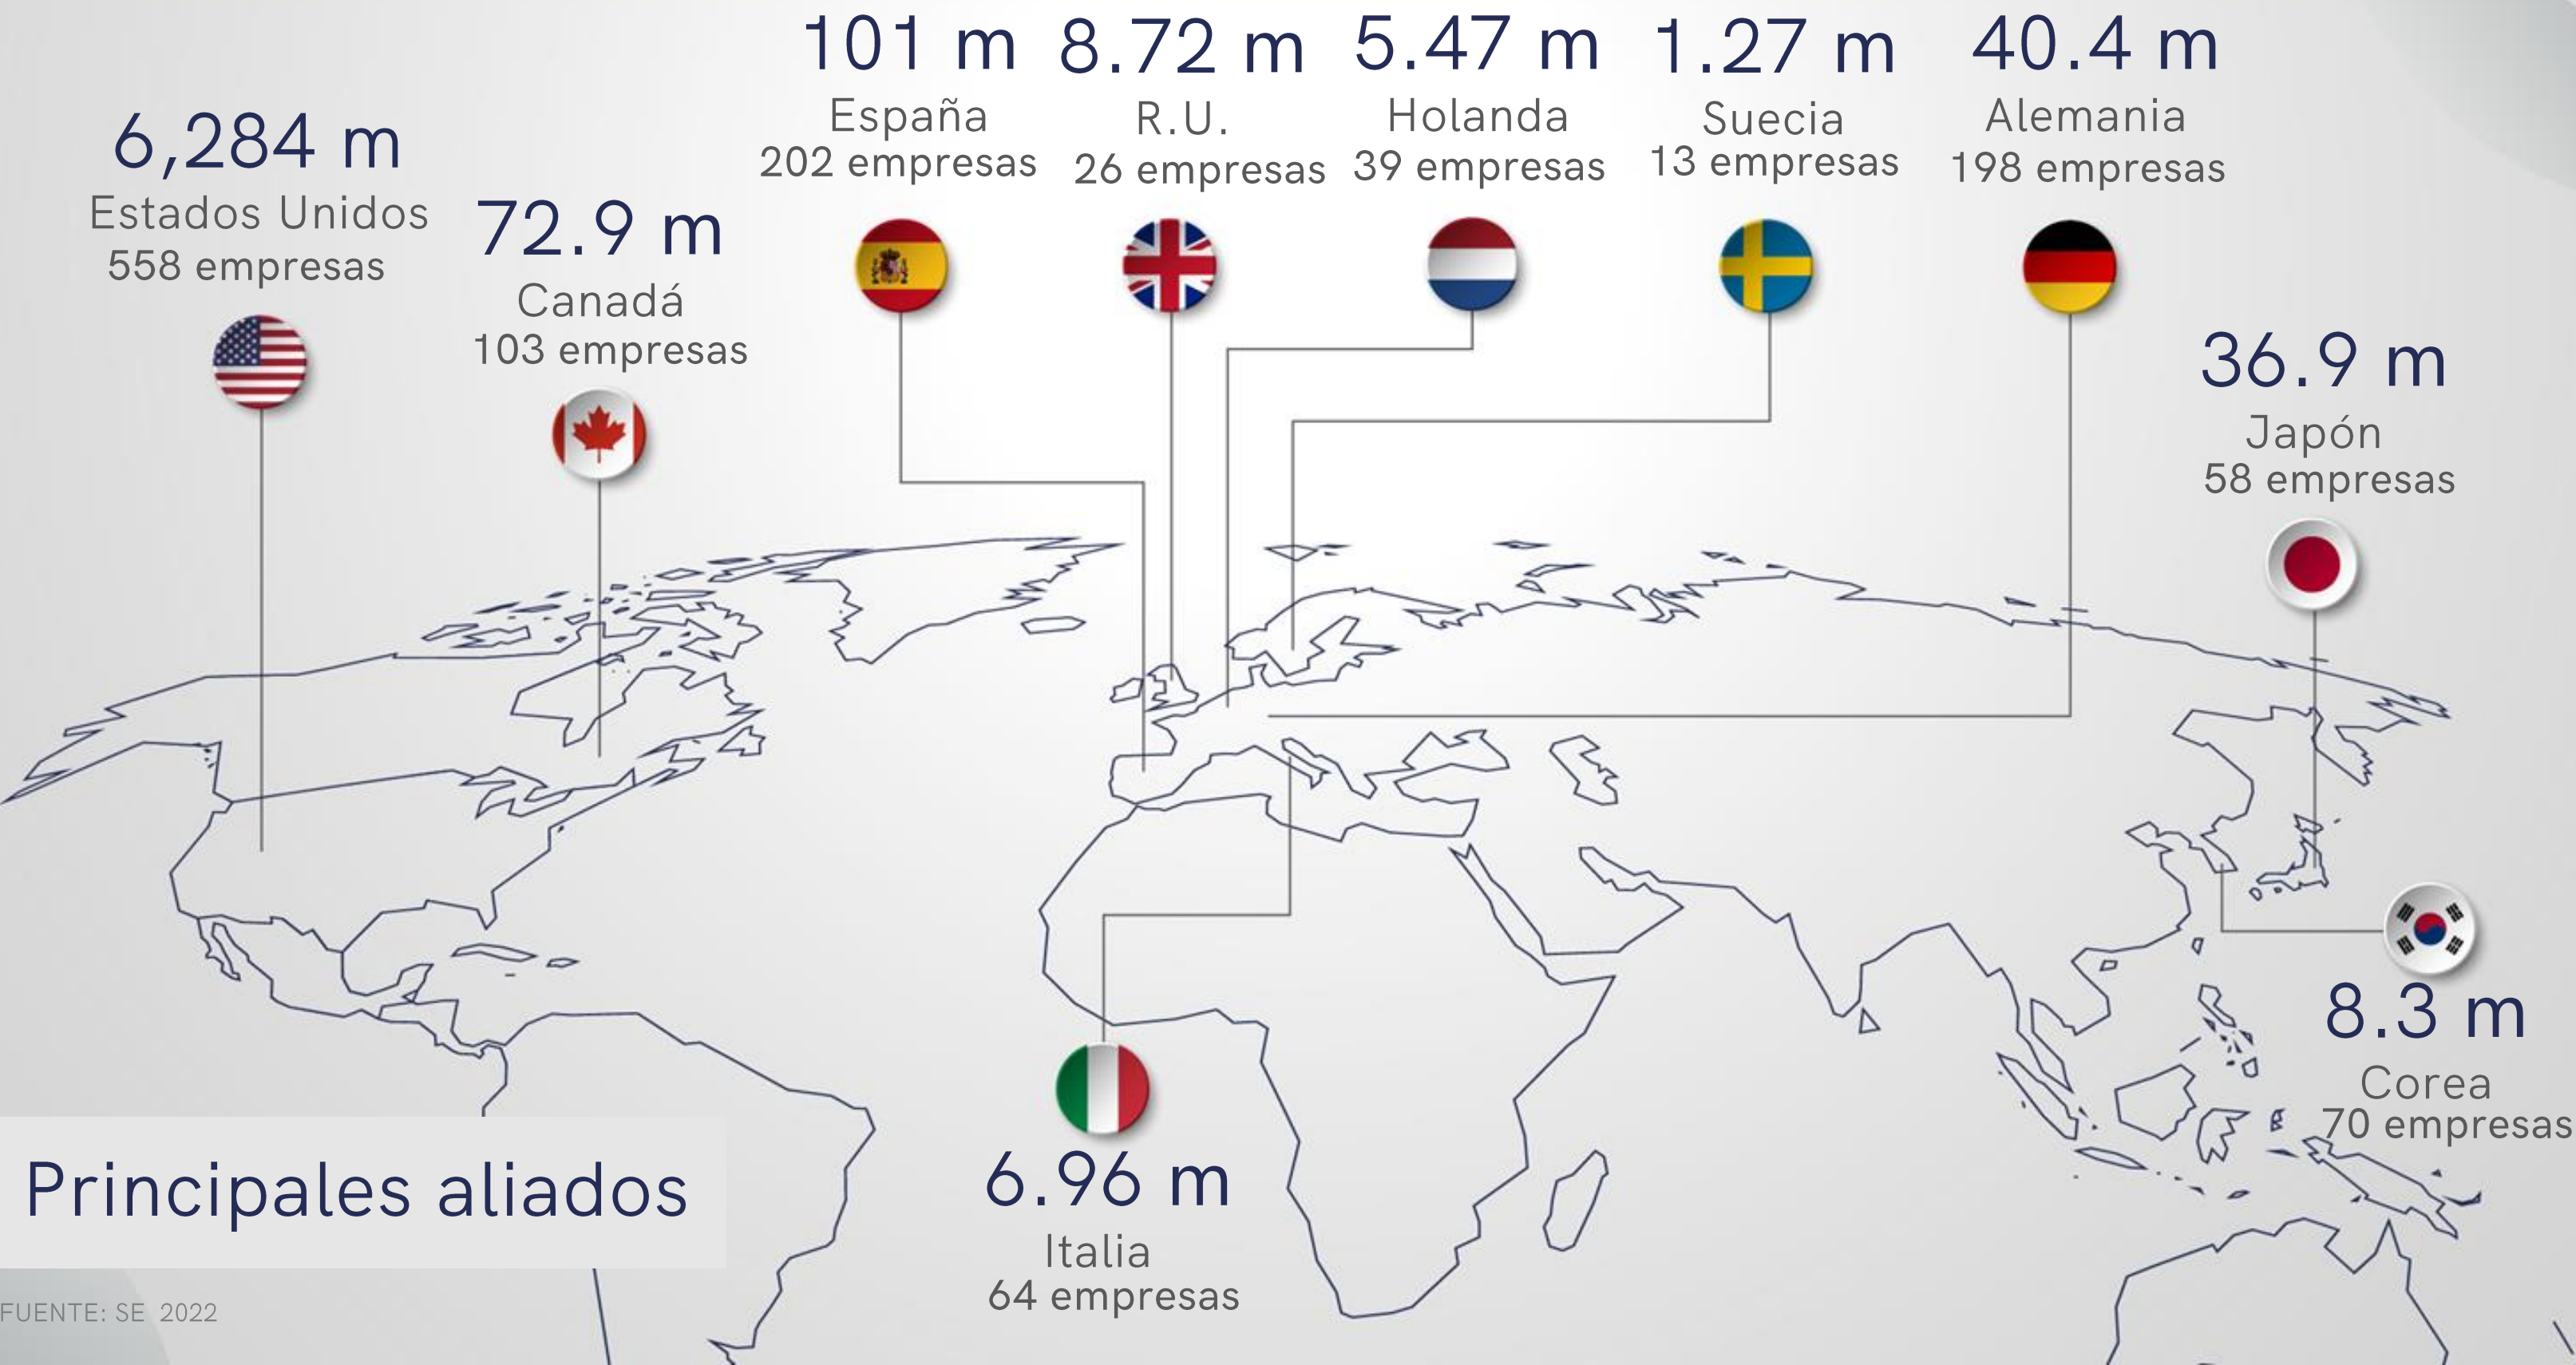 101 m
España
202 empresas
8.72 m
R.U.
26 empresas
5.47 m
Holanda
39 empresas
1.27 m
Suecia
13 empresas
40.4 m
Alemania
198 empresas
6,284 m
Estados Unidos
558 empresas
72.9 m
Canadá
103 empresas
36.9 m
Japón
58 empresas
8.3 m
Corea
70 empresas
6.96 m
Italia
64 empresas
Principales aliados
FUENTE: SE 2022